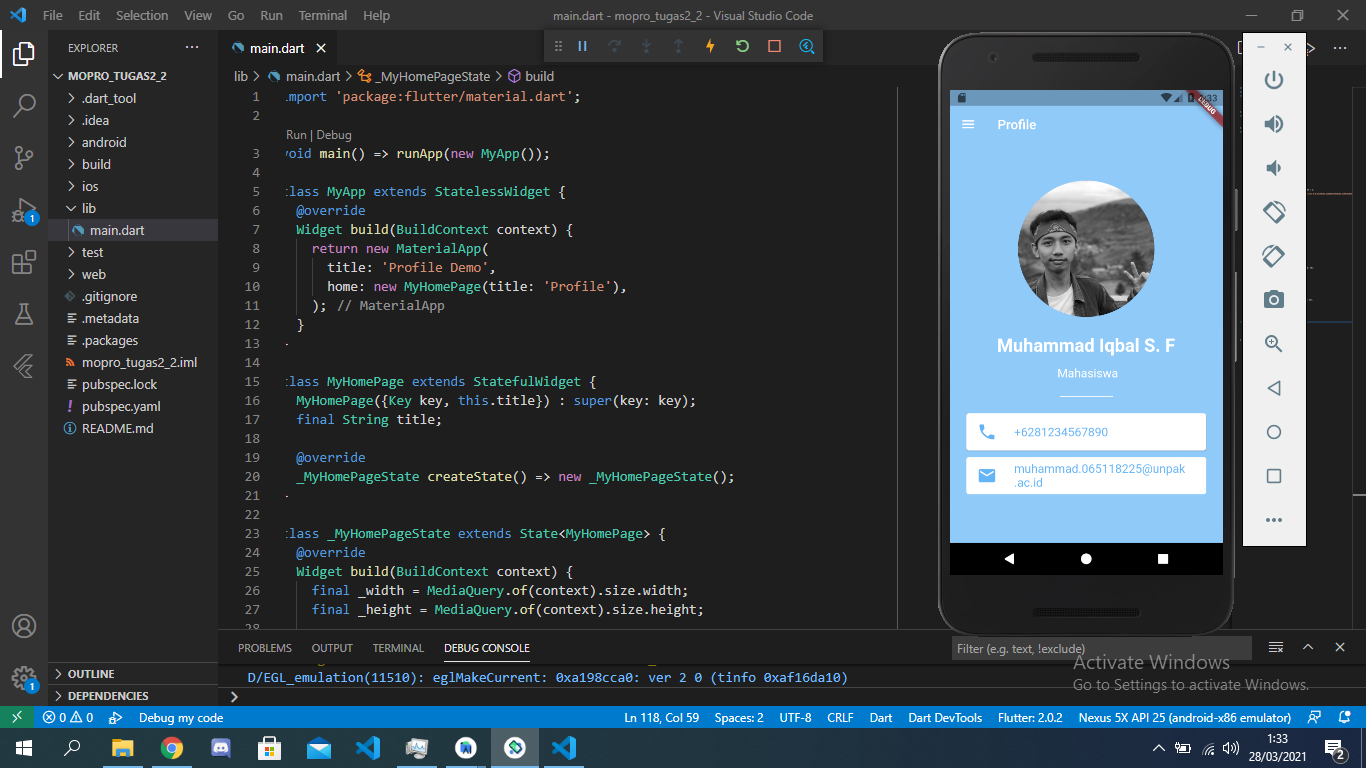 File Edit Selection View Go Run Terminal Help
main.dart - mopro_tugas2_2 - Visual Studio Code
EXPLORER
MOPRO_TUGAS2_2
.dart_tool
.idea
android
build
ios
lib
main.dart
test
web
.gitignore
.metadata
.packages
mopro_tugas2_2.iml
pubspec.lock
pubspec.yaml
README.md
OUTLINE
DEPENDENCIES
1
1
main.dart
lib > main.dart > _MyHomePageState > build
1 mport 'package:flutter/material.dart';
2
Run | Debug
3 void main() => runApp(new MyApp());
4
5 class MyApp extends StatelessWidget {
6 @override
7 Widget build(BuildContext context) {
8 return new MaterialApp(
9 title: 'Profile Demo',
10 home: new MyHomePage(title: 'Profile'),
11 ); // MaterialApp
12 }
13
14
15 class MyHomePage extends StatefulWidget {
16 MyHomePage({Key key, this.title}) : super(key: key);
17 final String title;
18
19 @override
20 _MyHomePageState createState() => new _MyHomePageState();
21
22
23 class _MyHomePageState extends State<MyHomePage> {
24 @override
25 Widget build(BuildContext context) {
26 final _width = MediaQuery.of(context).size.width;
27 final _height = MediaQuery.of(context).size.height;
28
DEBUG
Profile
Muhammad Iqbal S. F
Mahasiswa
+6281234567890
muhammad.065118225@unpak
.ac.id
PROBLEMS OUTPUT TERMINAL DEBUG CONSOLE
Filter (e.g. text, !exclude)
D/EGL_emulation(11510): eglMakeCurrent: 0xa198cca0: ver 2 0 (tinfo 0xaf16da10)
Activate Windows
Go to Settings to activate Windows.
0 0 Debug my code
Ln 118, Col 59 Spaces: 2 UTF-8 CRLF Dart Dart DevTools Flutter: 2.0.2 Nexus 5X API 25 (android-x86 emulator)
1:33
28/03/2021
2